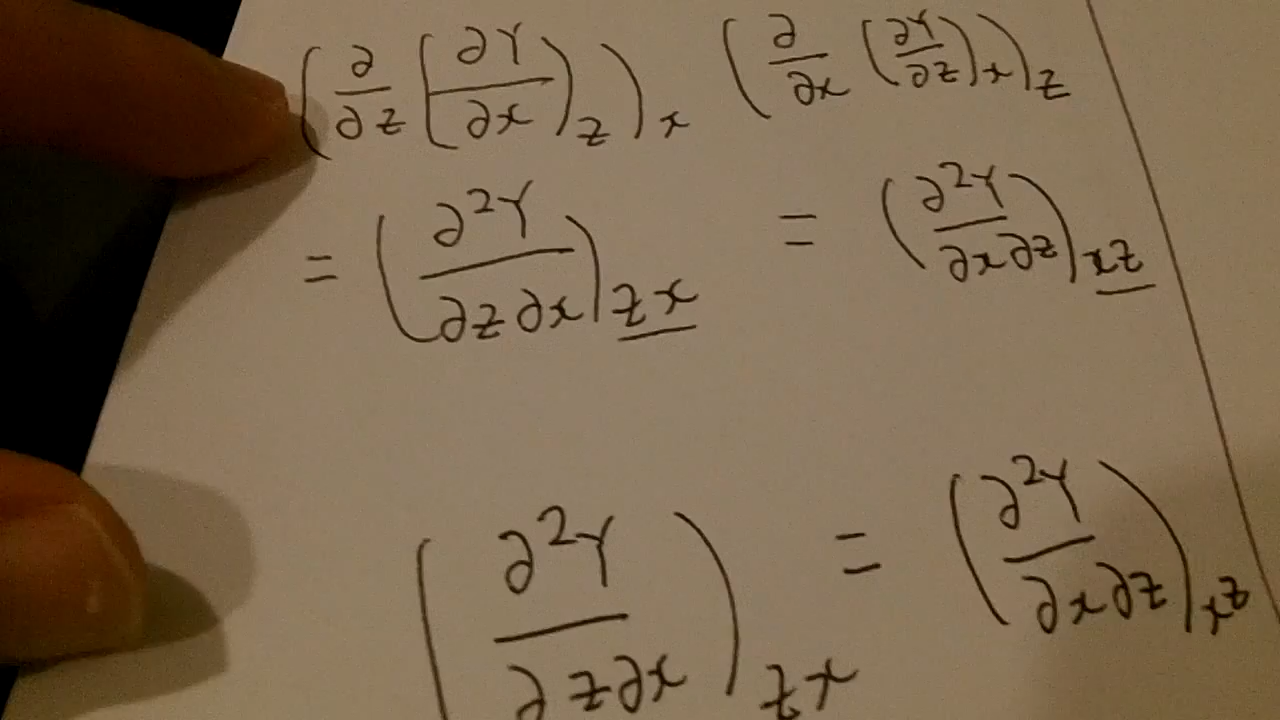 (∂/∂z (∂Y/∂x)_z)_x (∂/∂x (∂Y/∂z)_x)_z
= (∂²Y/∂z∂x)_zx = (∂²Y/∂x∂z)_xz
(∂²Y/∂z∂x)_zx = (∂²Y/∂x∂z)_xz